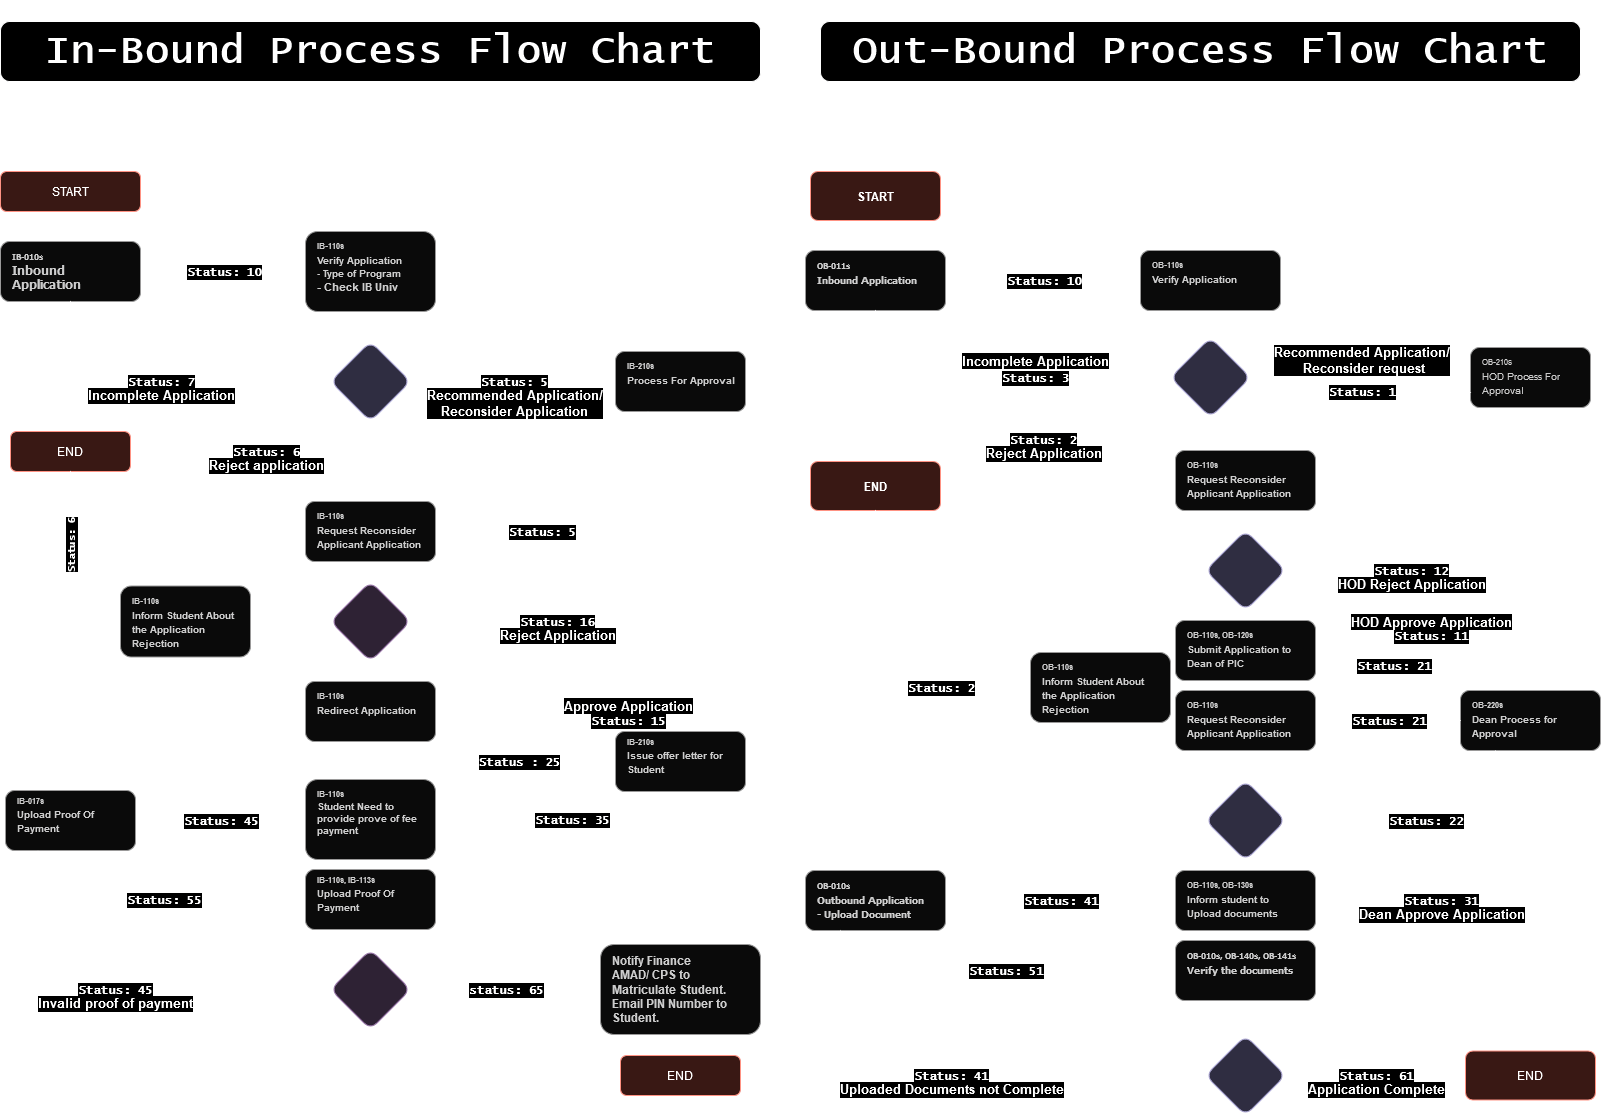 In-Bound Process Flow Chart
START
IB-010s
Inbound
Application
Status: 10
IB-110s
Verify Application
- Type of Program
- Check IB Univ
Status: 7
Incomplete Application
Status: 5
Recommended Application/
Reconsider Application
IB-210s
Process For Approval
END
Status: 6
Reject application
Status: 6
IB-110s
Request Reconsider
Applicant Application
Status: 5
IB-110s
Inform Student About
the Application
Rejection
Status: 16
Reject Application
IB-110s
Redirect Application
Approve Application
Status: 15
IB-210s
Issue offer letter for
Student
Status : 25
IB-017s
Upload Proof Of
Payment
Status: 45
IB-110s
Student Need to
provide prove of fee
payment
Status: 35
Status: 55
IB-110s, IB-113s
Upload Proof Of
Payment
Status: 45
Invalid proof of payment
status: 65
Notify Finance
AMAD/ CPS to
Matriculate Student.
Email PIN Number to
Student.
END
Out-Bound Process Flow Chart
START
OB-011s
Inbound Application
Status: 10
OB-110s
Verify Application
Incomplete Application
Status: 3
Recommended Application/
Reconsider request
Status: 1
OB-210s
HOD Process For
Approval
Status: 2
Reject Application
END
OB-110s
Request Reconsider
Applicant Application
Status: 12
HOD Reject Application
HOD Approve Application
Status: 11
OB-110s, OB-120s
Submit Application to
Dean of PIC
Status: 21
Status: 2
OB-110s
Inform Student About
the Application
Rejection
OB-110s
Request Reconsider
Applicant Application
Status: 21
OB-220s
Dean Process for
Approval
Status: 22
OB-010s
Outbound Application
- Upload Document
Status: 41
OB-110s, OB-130s
Inform student to
Upload documents
Status: 31
Dean Approve Application
Status: 51
OB-010s, OB-140s, OB-141s
Verify the documents
Status: 41
Uploaded Documents not Complete
Status: 61
Application Complete
END